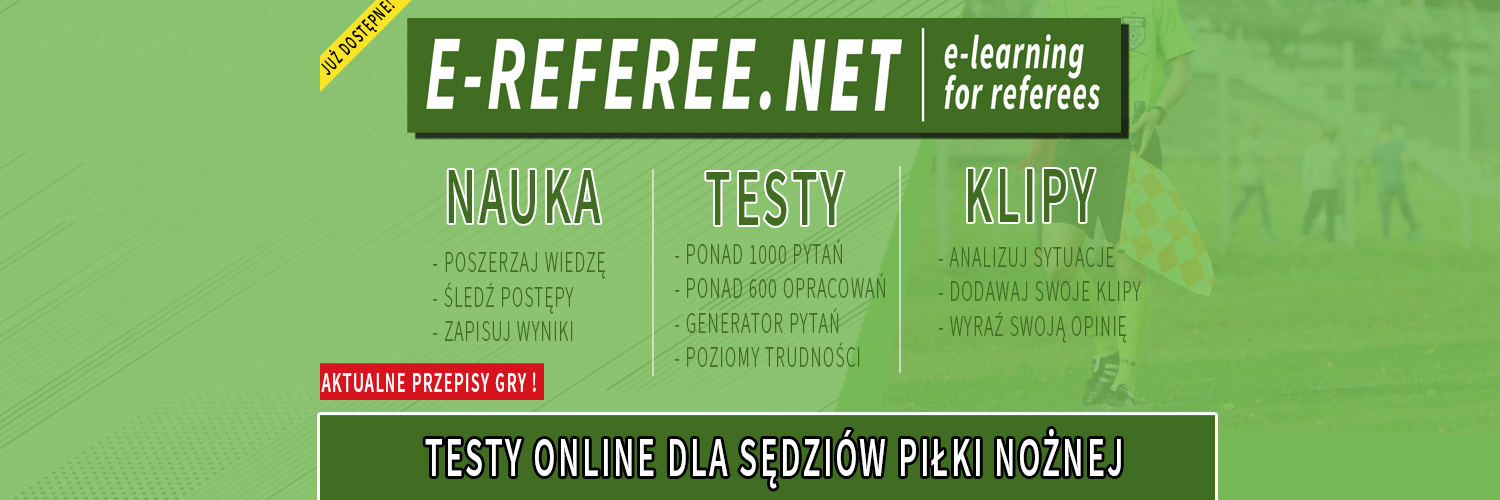 JUŻ DOSTĘPNE!
E-REFEREE.NET
e-learning
for referees
NAUKA
- POSZERZAJ WIEDZĘ
- ŚLEDŹ POSTĘPY
- ZAPISUJ WYNIKI
TESTY
- PONAD 1000 PYTAŃ
- PONAD 600 OPRACOWAŃ
- GENERATOR PYTAŃ
- POZIOMY TRUDNOŚCI
KLIPY
- ANALIZUJ SYTUACJE
- DODAWAJ SWOJE KLIPY
- WYRAŹ SWOJĄ OPINIĘ
AKTUALNE PRZEPISY GRY !
TESTY ONLINE DLA SĘDZIÓW PIŁKI NOŻNEJ